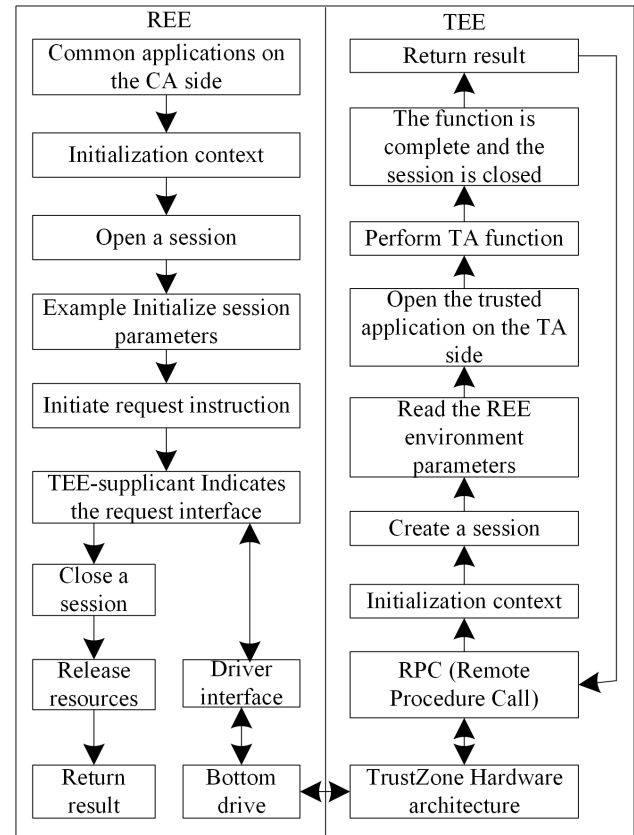 REE
Common applications on
the CA side
Initialization context
Open a session
Example Initialize session
parameters
Initiate request instruction
TEE-supplicant Indicates
the request interface
Close a
session
Release
resources
Return
result
Driver
interface
Bottom
drive
TEE
Return result
The function is
complete and the
session is closed
Perform TA function
Open the trusted
application on the TA
side
Read the REE
environment
parameters
Create a session
Initialization context
RPC (Remote
Procedure Call)
TrustZone Hardware
architecture